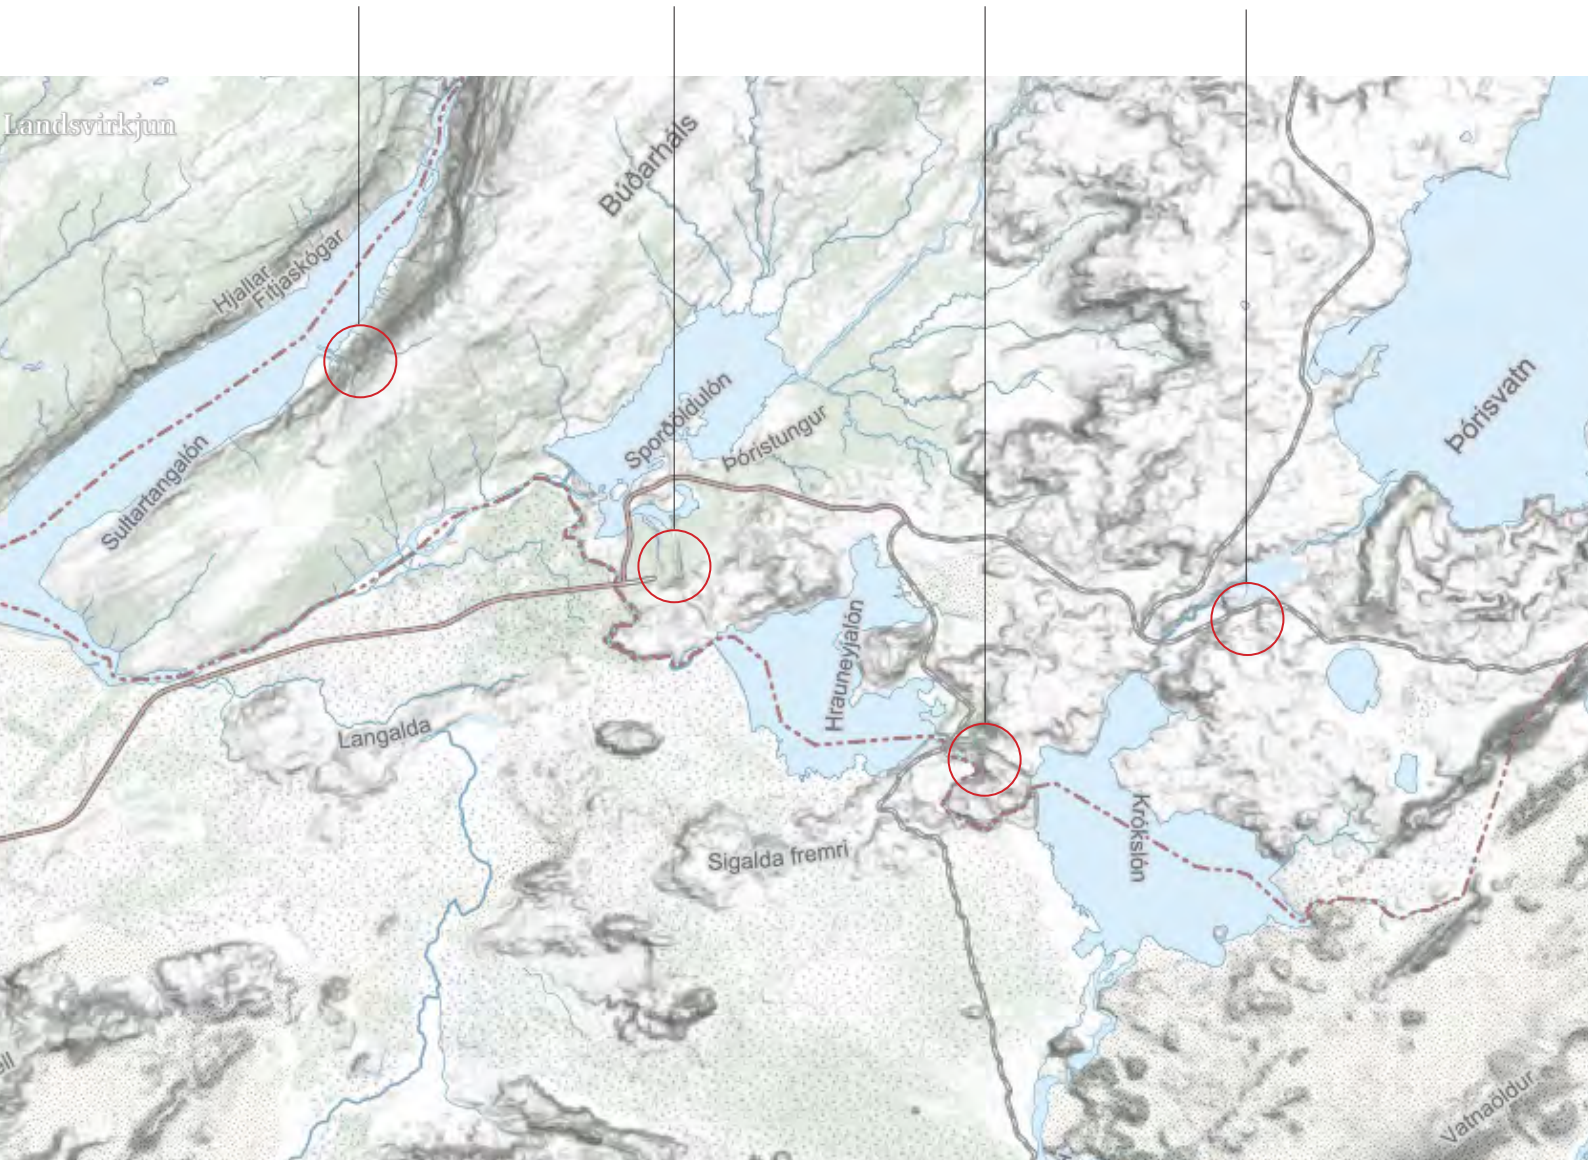 Landsvirkjun
Búðarháls
Hjallar
Fitjaskógar
Sultartangalón
Sporðöldulón
Þóristungur
Þórisvatn
Hrauneyjalón
Langalda
Krókslón
Sigalda fremri
Vatnaöldur